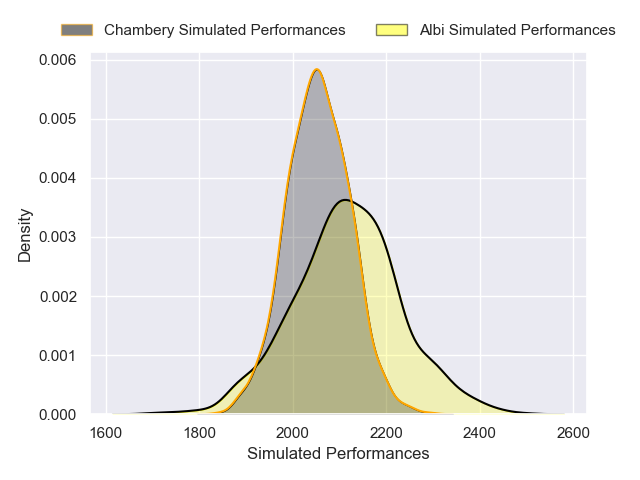 Chambery Simulated Performances
Albi Simulated Performances
0.006
0.005
0.004
0.003
0.002
0.001
0.000
Density
1600 1800 2000 2200 2400 2600
Simulated Performances